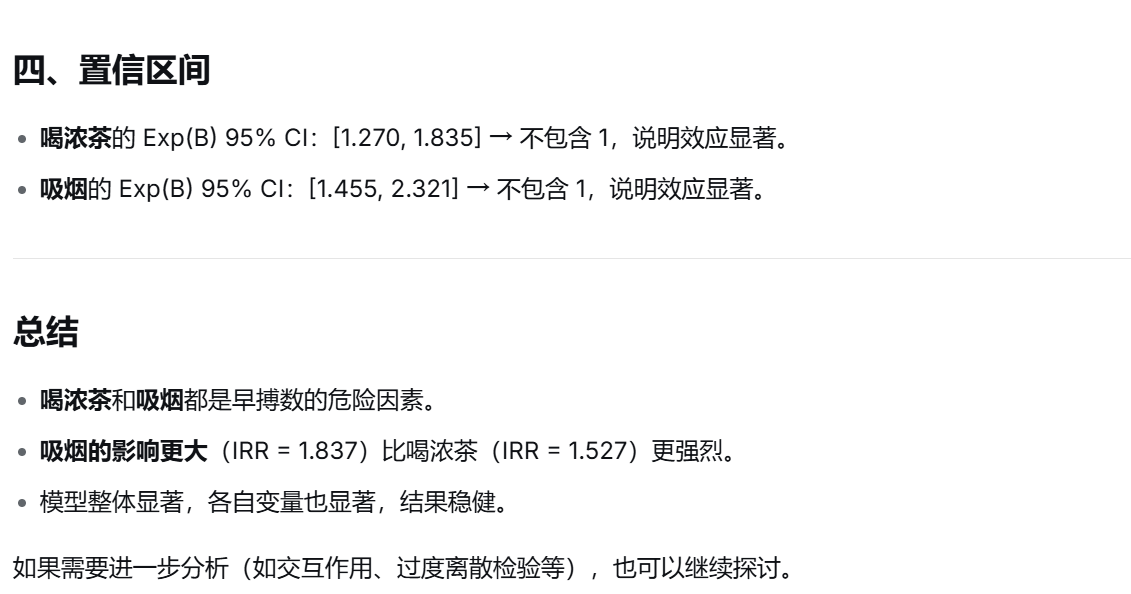 四、置信区间
• 喝浓茶的 Exp(B) 95% CI：[1.270, 1.835] → 不包含 1，说明效应显著。
• 吸烟的 Exp(B) 95% CI：[1.455, 2.321] → 不包含 1，说明效应显著。
总结
• 喝浓茶和吸烟都是早搏数的危险因素。
• 吸烟的影响更大（IRR = 1.837）比喝浓茶（IRR = 1.527）更强烈。
• 模型整体显著，各自变量也显著，结果稳健。
如果需要进一步分析（如交互作用、过度离散检验等），也可以继续探讨。